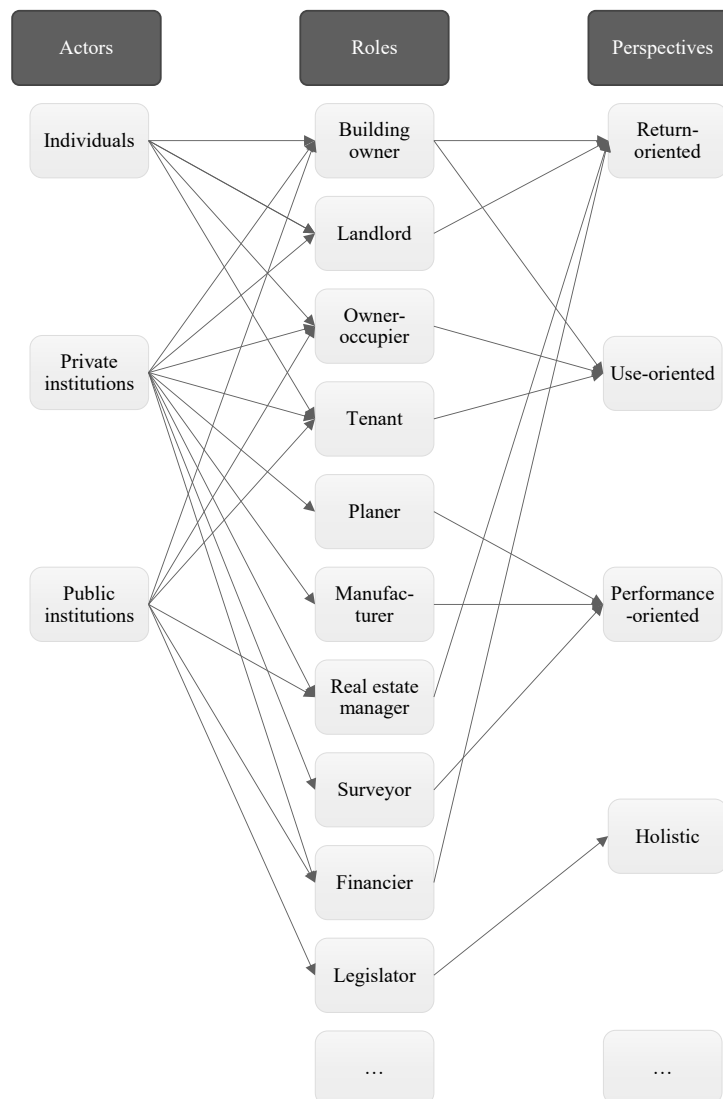 Actors
Roles
Perspectives
Individuals
Building
owner
Return-
oriented
Landlord
Private
institutions
Owner-
occupier
Use-oriented
Tenant
Planer
Public
institutions
Manufac-
turer
Performance
-oriented
Real estate
manager
Surveyor
Holistic
Financier
Legislator
…
…